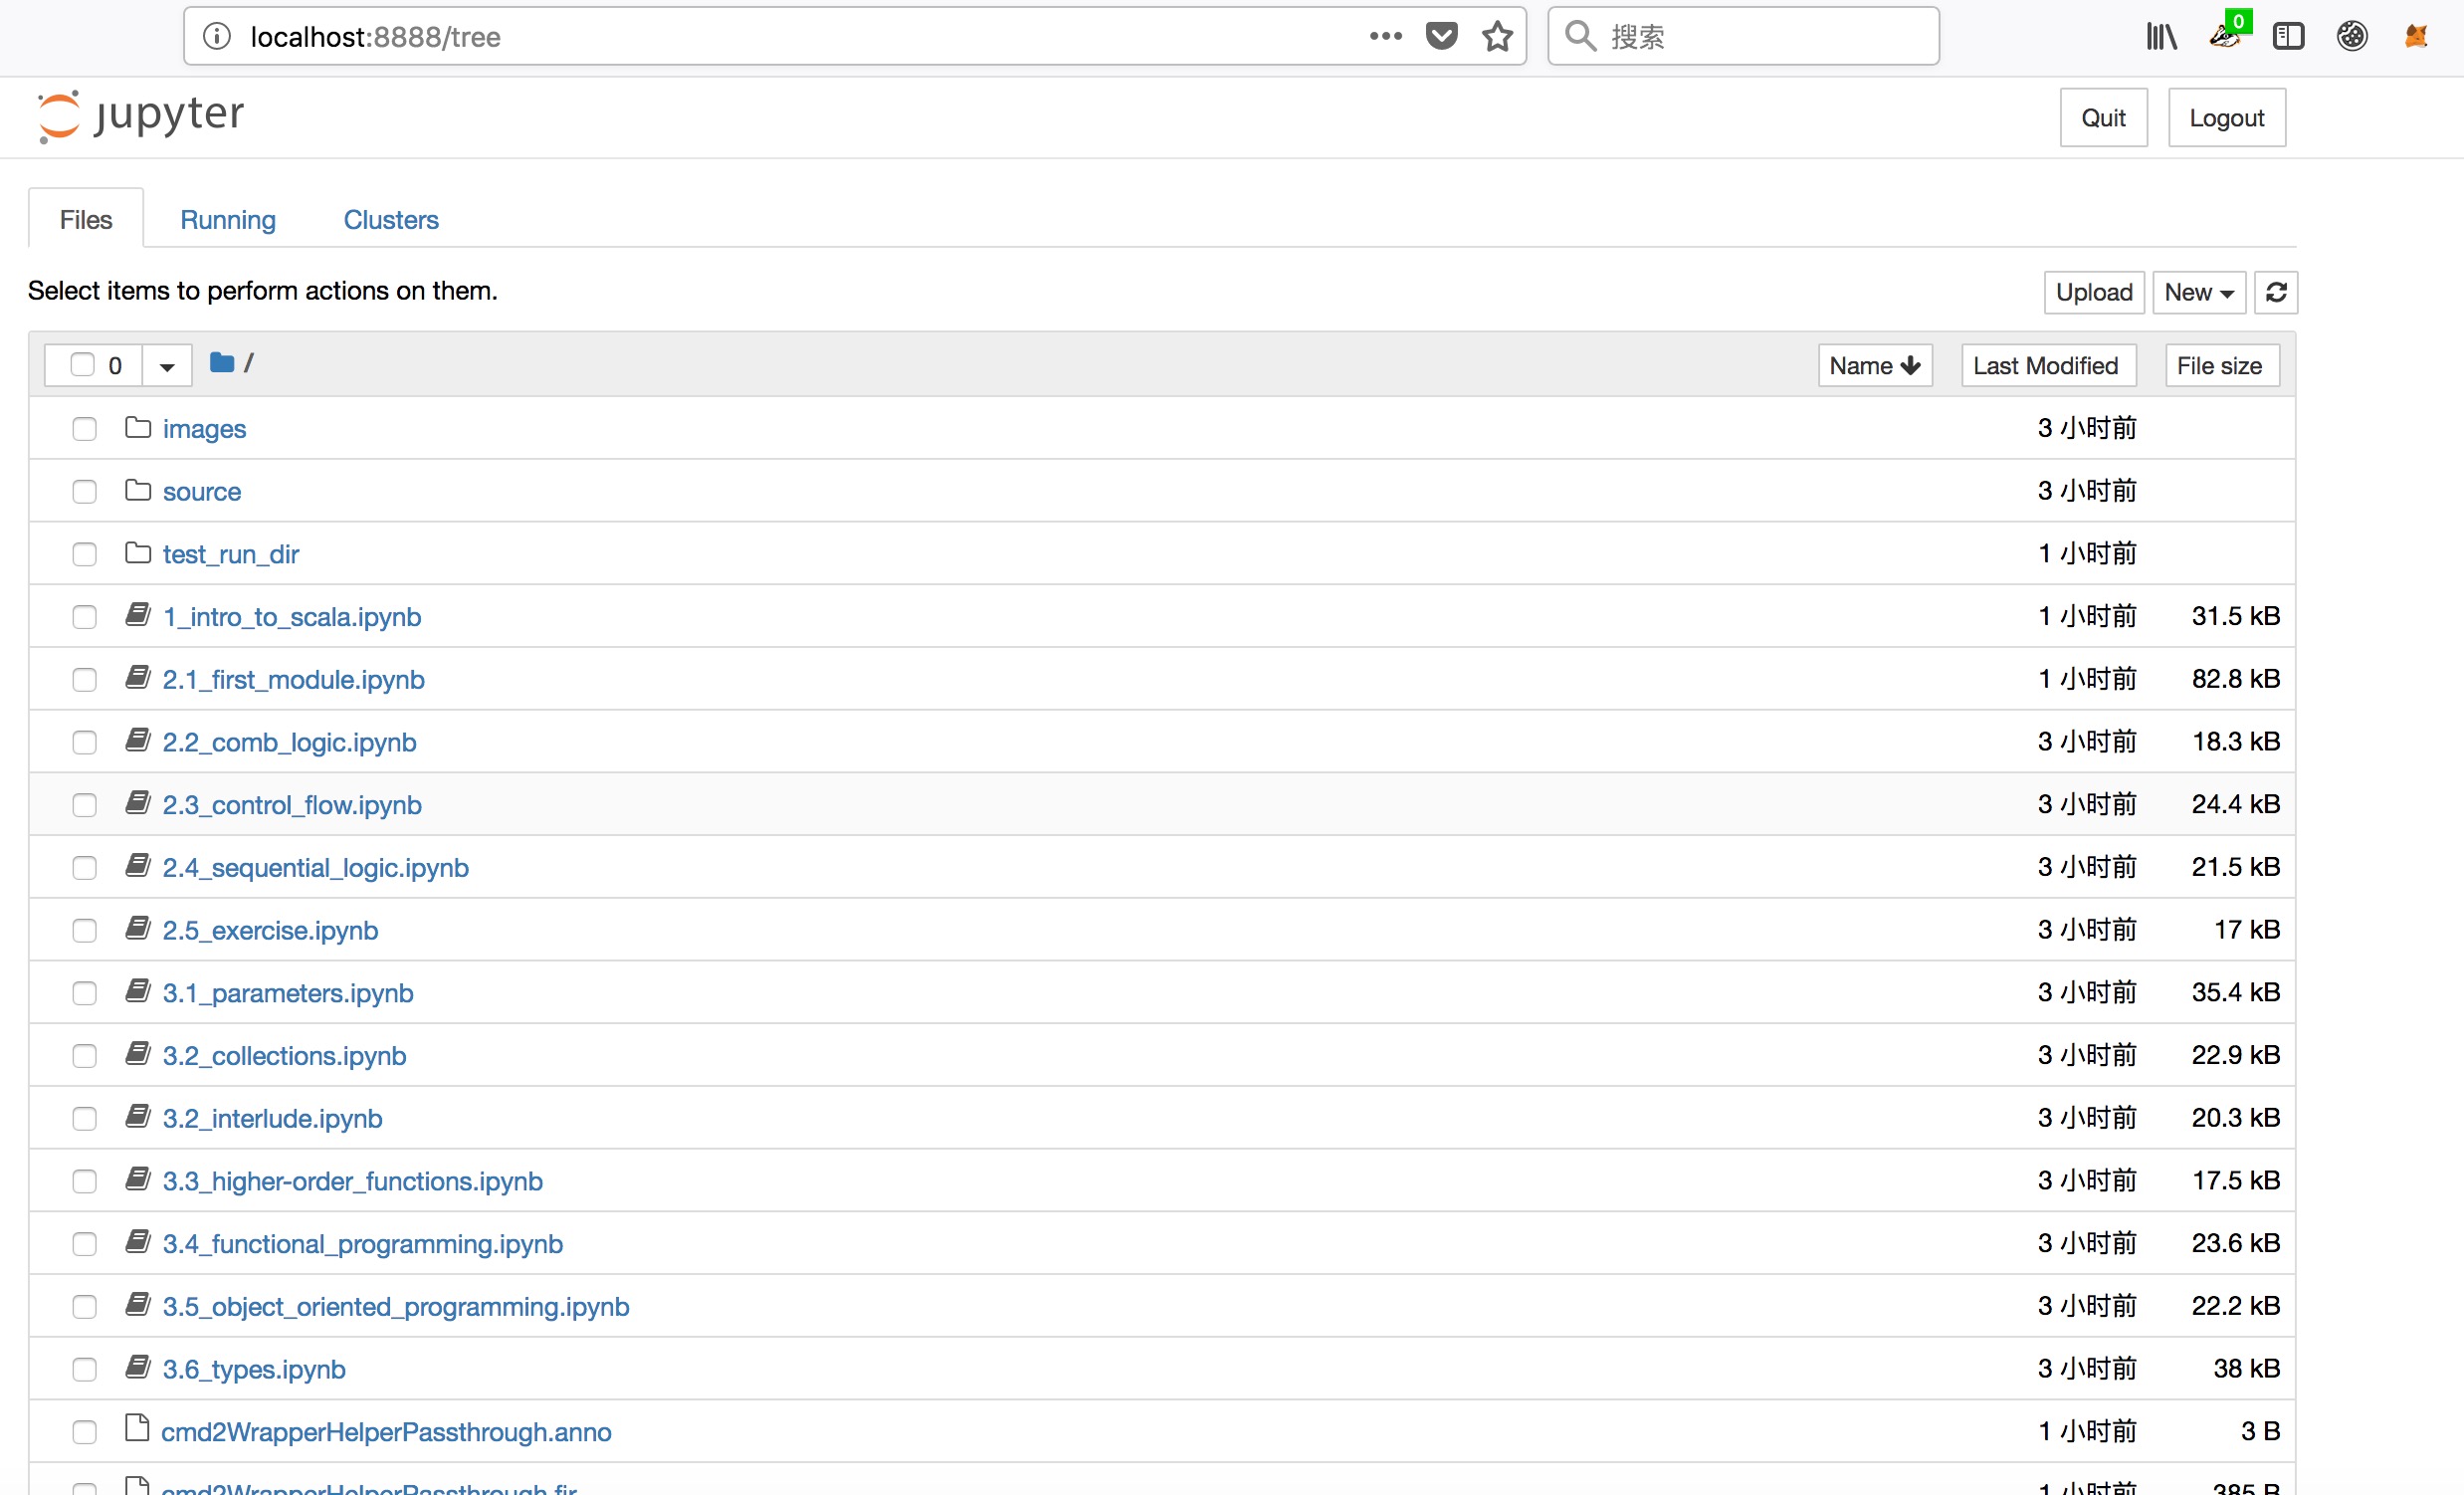 localhost:8888/tree 搜索 0
jupyter Quit Logout
Files Running Clusters
Select items to perform actions on them. Upload New
0 / Name Last Modified File size
images 3 小时前
source 3 小时前
test_run_dir 1 小时前
1_intro_to_scala.ipynb 1 小时前 31.5 kB
2.1_first_module.ipynb 1 小时前 82.8 kB
2.2_comb_logic.ipynb 3 小时前 18.3 kB
2.3_control_flow.ipynb 3 小时前 24.4 kB
2.4_sequential_logic.ipynb 3 小时前 21.5 kB
2.5_exercise.ipynb 3 小时前 17 kB
3.1_parameters.ipynb 3 小时前 35.4 kB
3.2_collections.ipynb 3 小时前 22.9 kB
3.2_interlude.ipynb 3 小时前 20.3 kB
3.3_higher-order_functions.ipynb 3 小时前 17.5 kB
3.4_functional_programming.ipynb 3 小时前 23.6 kB
3.5_object_oriented_programming.ipynb 3 小时前 22.2 kB
3.6_types.ipynb 3 小时前 38 kB
cmd2WrapperHelperPassthrough.anno 1 小时前 3 B
cmd2WrapperHelperPassthrough.fir 1 小时前 385 B